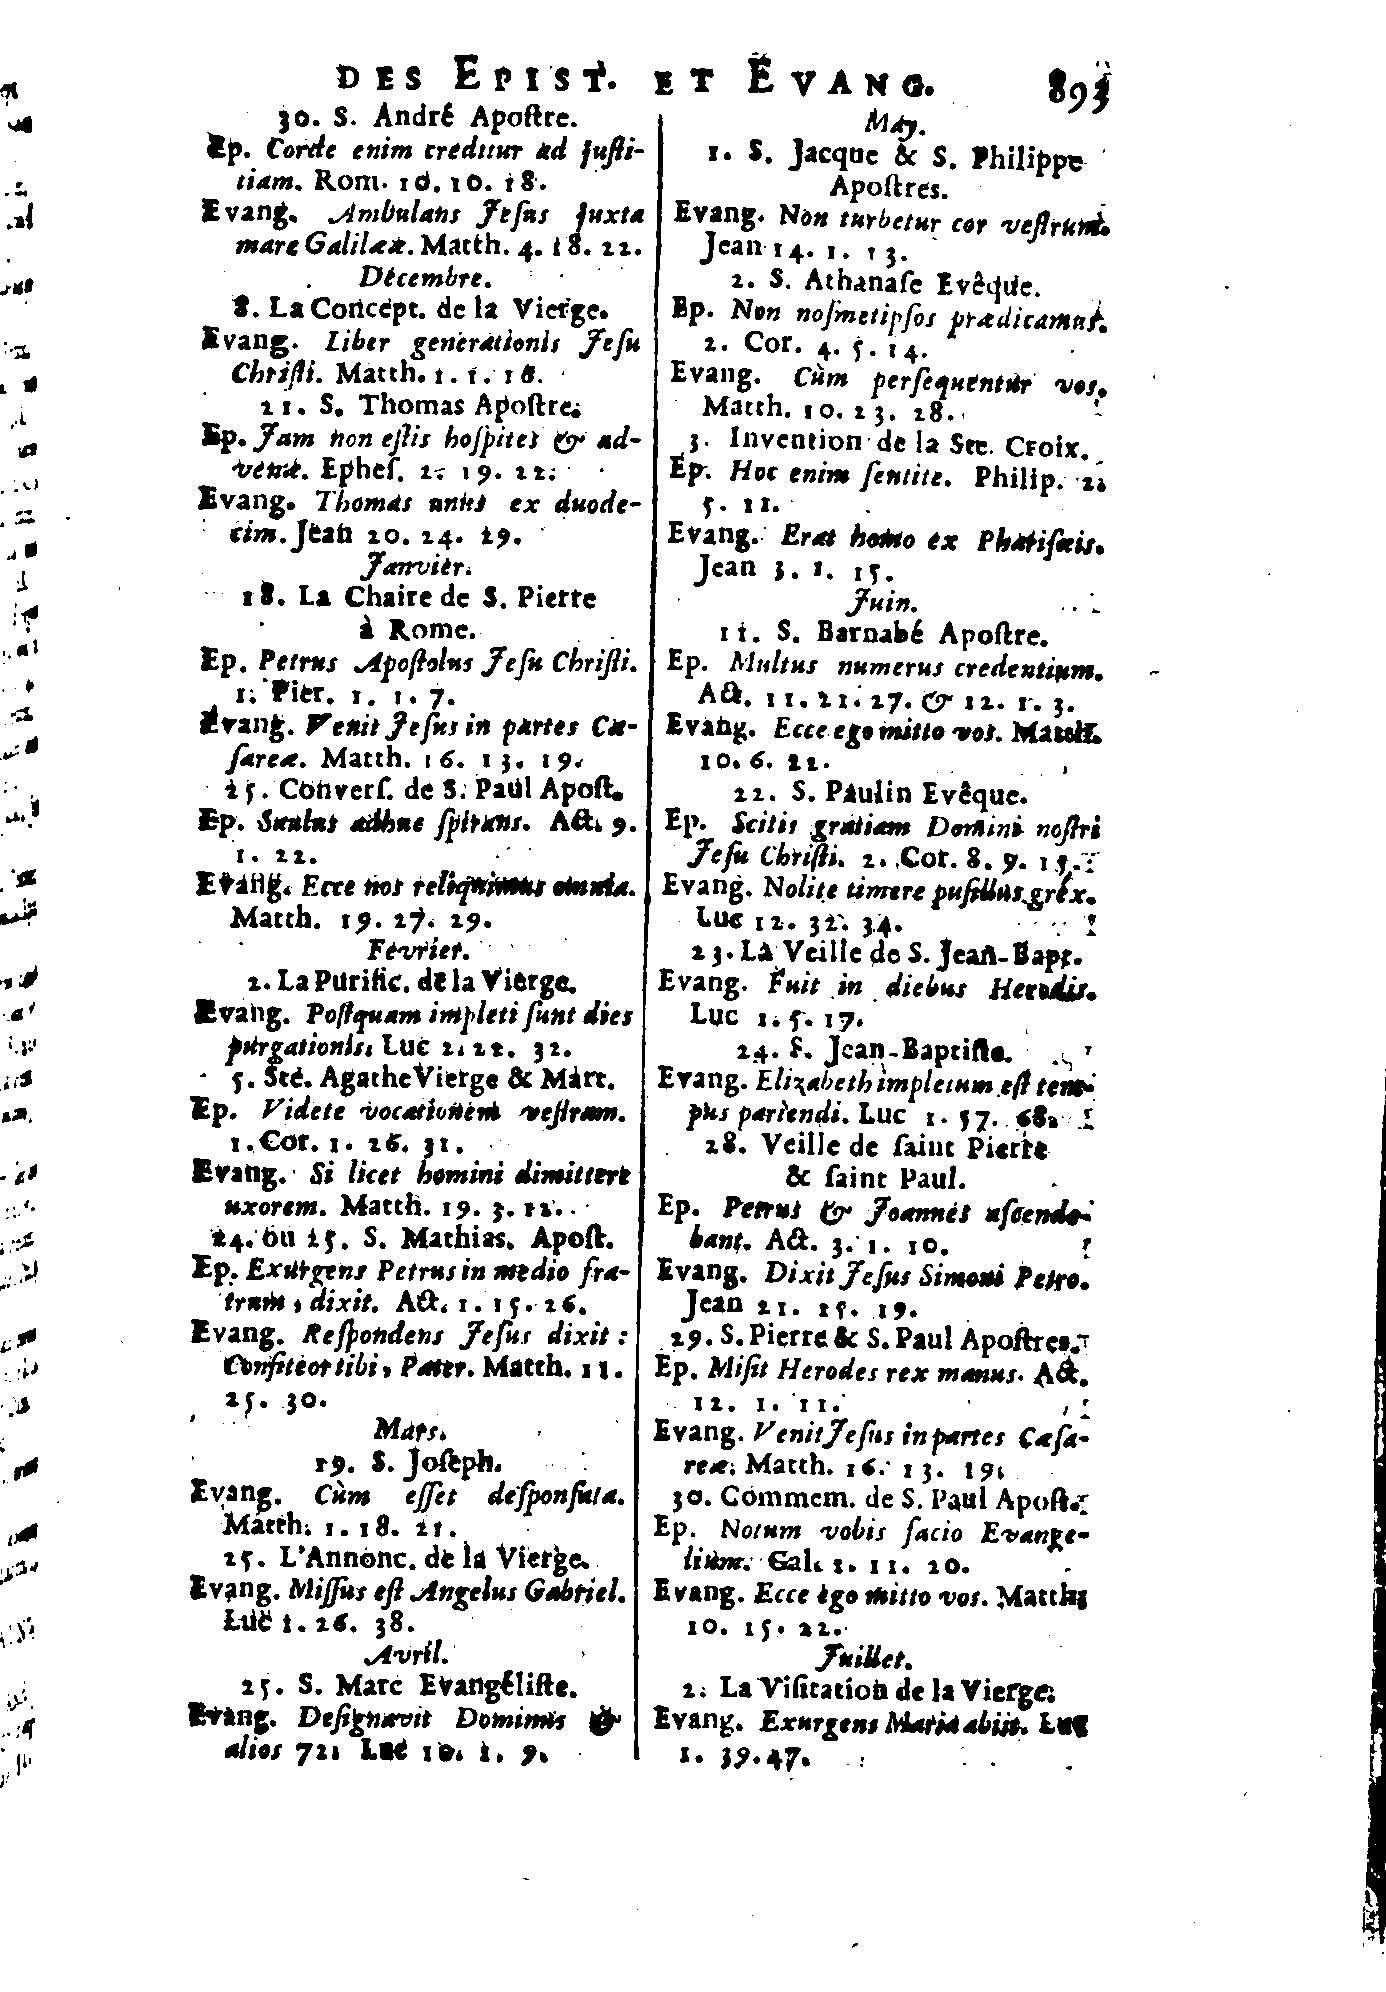 DES EPIST. ET EVANG. 893
30. S. André Apoſtre.
Ep. Corde enim creditur ad juſti-
tiam. Rom. 10. 10. 18.
Evang. Ambulans Jeſus juxta
mare Galilææ. Matth. 4. 18. 22.
Décembre.
8. La Concept. de la Vierge.
Evang. Liber generationis Jeſu
Chriſti. Matth. 1. 1. 16.
21. S. Thomas Apoſtre.
Ep. Jam non eſtis hoſpites & ad-
venæ. Epheſ. 2. 19. 22.
Evang. Thomas unus ex duode-
cim. Jean 20. 24. 29.
Janvier.
18. La Chaire de S. Pierre
à Rome.
Ep. Petrus Apoſtolus Jeſu Chriſti.
1. Pier. 1. 1. 7.
Evang. Venit Jeſus in partes Cæ-
ſareæ. Matth. 16. 13. 19.
25. Converſ. de S. Paul Apoſt.
Ep. Saulus adhuc ſpirans. Act. 9.
1. 22.
Evang. Ecce nos reliquimus omnia.
Matth. 19. 27. 29.
Février.
2. La Purific. de la Vierge.
Evang. Poſtquam impleti ſunt dies
purgationis. Luc 2. 22. 32.
5. Ste. Agathe Vierge & Mart.
Ep. Videte vocationem veſtram.
1. Cor. 1. 26. 31.
Evang. Si licet homini dimittere
uxorem. Matth. 19. 3. 12.
24. ou 25. S. Mathias. Apoſt.
Ep. Exurgens Petrus in medio fra-
trum, dixit. Act. 1. 15. 26.
Evang. Reſpondens Jeſus dixit :
Confiteor tibi, Pater. Matth. 11.
25. 30.
Mars.
19. S. Joſeph.
Evang. Cùm eſſet deſponſata.
Matth. 1. 18. 21.
25. L'Annonc. de la Vierge.
Evang. Miſſus eſt Angelus Gabriel.
Luc 1. 26. 38.
Avril.
25. S. Marc Evangéliſte.
Evang. Deſignavit Dominus &
alios 72. Luc 10. 1. 9.
May.
1. S. Jacque & S. Philippe
Apoſtres.
Evang. Non turbetur cor veſtrum.
Jean 14. 1. 13.
2. S. Athanaſe Evêque.
Ep. Non noſmetipſos prædicamus.
2. Cor. 4. 5. 14.
Evang. Cùm perſequentur vos.
Matth. 10. 23. 28.
3. Invention de la Ste. Croix.
Ep. Hoc enim ſentite. Philip. 2.
5. 11.
Evang. Erat homo ex Phariſæis.
Jean 3. 1. 15.
Juin.
11. S. Barnabé Apoſtre.
Ep. Multus numerus credentium.
Act. 11. 21. 27. & 12. 1. 3.
Evang. Ecce ego mitto vos. Matth.
10. 6. 22.
22. S. Paulin Evêque.
Ep. Scitis gratiam Domini noſtri
Jeſu Chriſti. 2. Cor. 8. 9. 15.
Evang. Nolite timere puſillus grex.
Luc 12. 32. 34.
23. La Veille de S. Jean-Bapt.
Evang. Fuit in diebus Herodis.
Luc 1. 5. 17.
24. S. Jean-Baptiſte.
Evang. Elizabeth impletum eſt tem-
pus pariendi. Luc 1. 57. 68.
28. Veille de ſaint Pierre
& ſaint Paul.
Ep. Petrus & Joannes aſcende-
bant. Act. 3. 1. 10.
Evang. Dixit Jeſus Simoni Petro.
Jean 21. 15. 19.
29. S. Pierre & S. Paul Apoſtres.
Ep. Miſit Herodes rex manus. Act.
12. 1. 11.
Evang. Venit Jeſus in partes Cæſa-
reæ. Matth. 16. 13. 19.
30. Commem. de S. Paul Apoſt.
Ep. Notum vobis facio Evange-
lium. Gal. 1. 11. 20.
Evang. Ecce ego mitto vos. Matth.
10. 15. 22.
Juillet.
2. La Viſitation de la Vierge.
Evang. Exurgens Maria abiit. Luc
1. 39. 47.